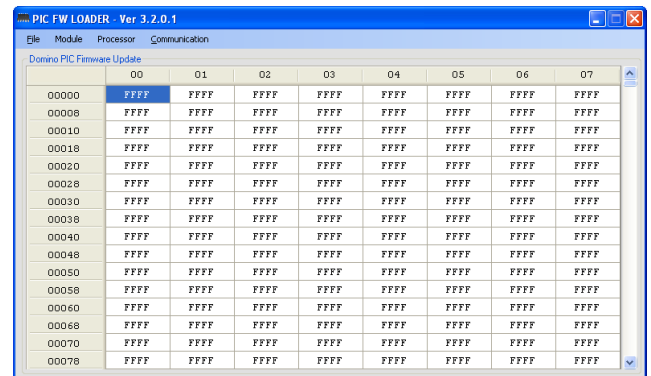 PIC FW LOADER - Ver 3.2.0.1
File Module Processor Communication
Domino PIC Firmware Update
00 01 02 03 04 05 06 07
00000 FFFF FFFF FFFF FFFF FFFF FFFF FFFF FFFF
00008 FFFF FFFF FFFF FFFF FFFF FFFF FFFF FFFF
00010 FFFF FFFF FFFF FFFF FFFF FFFF FFFF FFFF
00018 FFFF FFFF FFFF FFFF FFFF FFFF FFFF FFFF
00020 FFFF FFFF FFFF FFFF FFFF FFFF FFFF FFFF
00028 FFFF FFFF FFFF FFFF FFFF FFFF FFFF FFFF
00030 FFFF FFFF FFFF FFFF FFFF FFFF FFFF FFFF
00038 FFFF FFFF FFFF FFFF FFFF FFFF FFFF FFFF
00040 FFFF FFFF FFFF FFFF FFFF FFFF FFFF FFFF
00048 FFFF FFFF FFFF FFFF FFFF FFFF FFFF FFFF
00050 FFFF FFFF FFFF FFFF FFFF FFFF FFFF FFFF
00058 FFFF FFFF FFFF FFFF FFFF FFFF FFFF FFFF
00060 FFFF FFFF FFFF FFFF FFFF FFFF FFFF FFFF
00068 FFFF FFFF FFFF FFFF FFFF FFFF FFFF FFFF
00070 FFFF FFFF FFFF FFFF FFFF FFFF FFFF FFFF
00078 FFFF FFFF FFFF FFFF FFFF FFFF FFFF FFFF